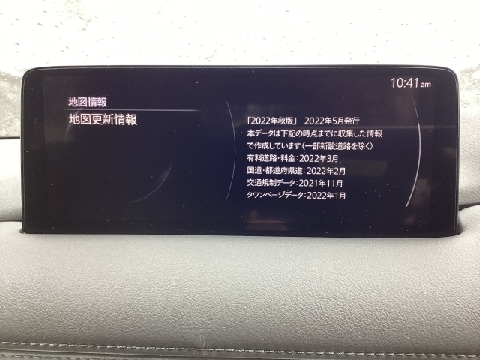 10:41 am
地図情報
地図更新情報
「2022年秋版」 2022年5月発行
本データは下記の時点までに収集した情報
で作成しています(一部新設道路を除く)
有料道路・料金:2022年3月
国道・都道府県道:2022年2月
交通規制データ:2021年11月
タウンページデータ:2022年1月